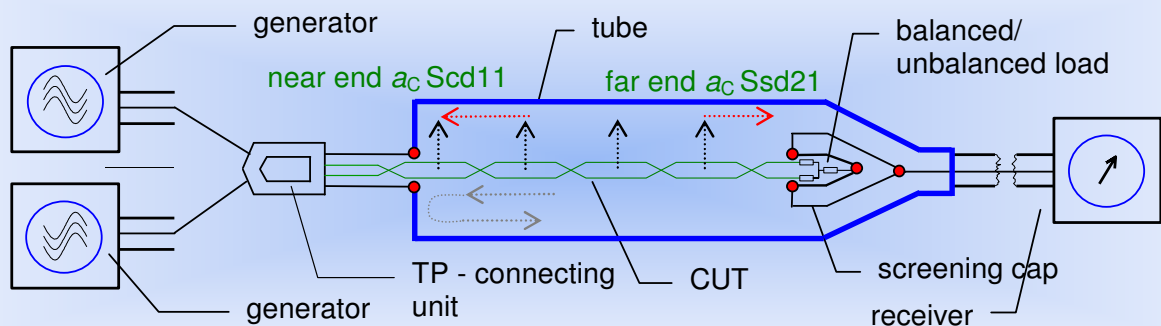 generator
tube
balanced/
unbalanced load
near end aC Scd11
far end aC Ssd21
TP - connecting
unit
CUT
screening cap
generator
receiver